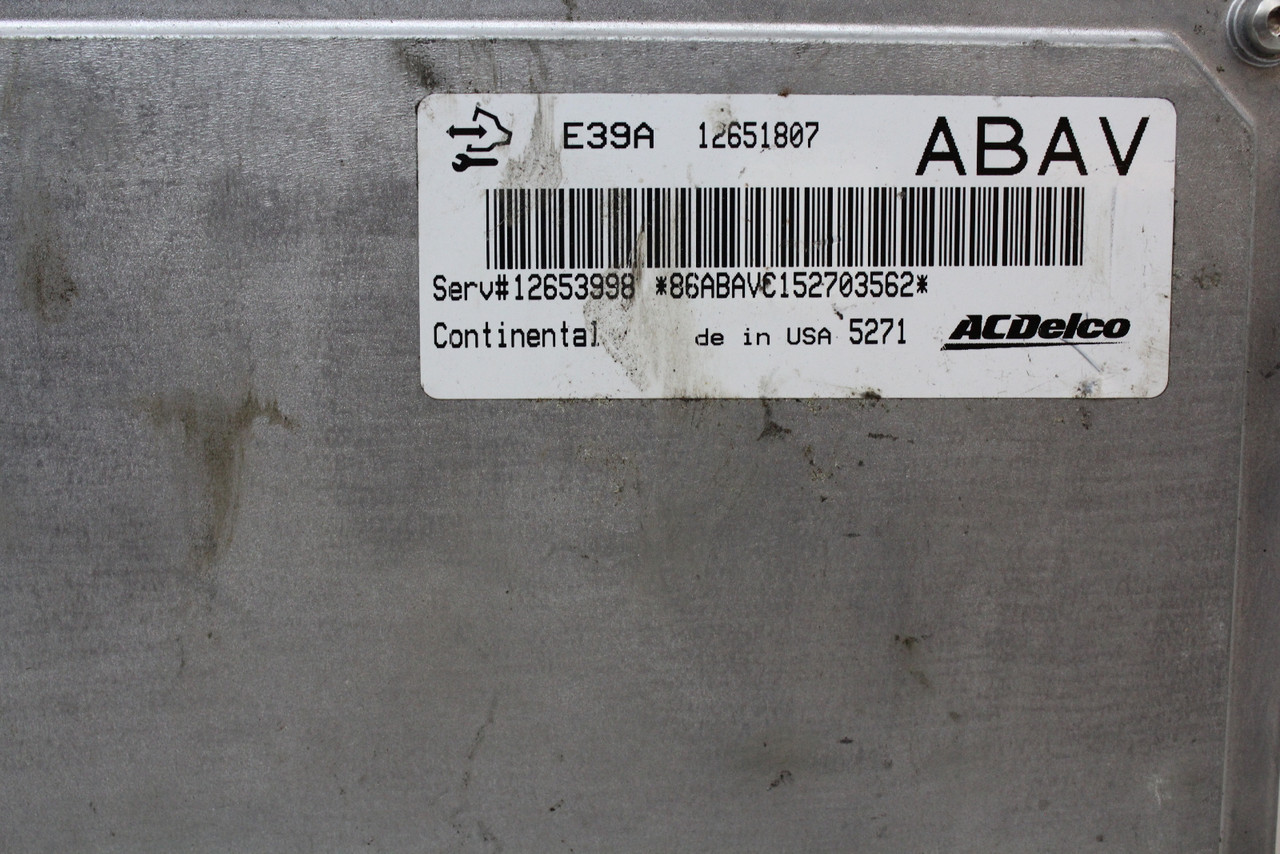 E39A 12651807 ABAV
Serv#12653998 *86ABAVC152703562*
Continental de in USA 5271 ACDelco